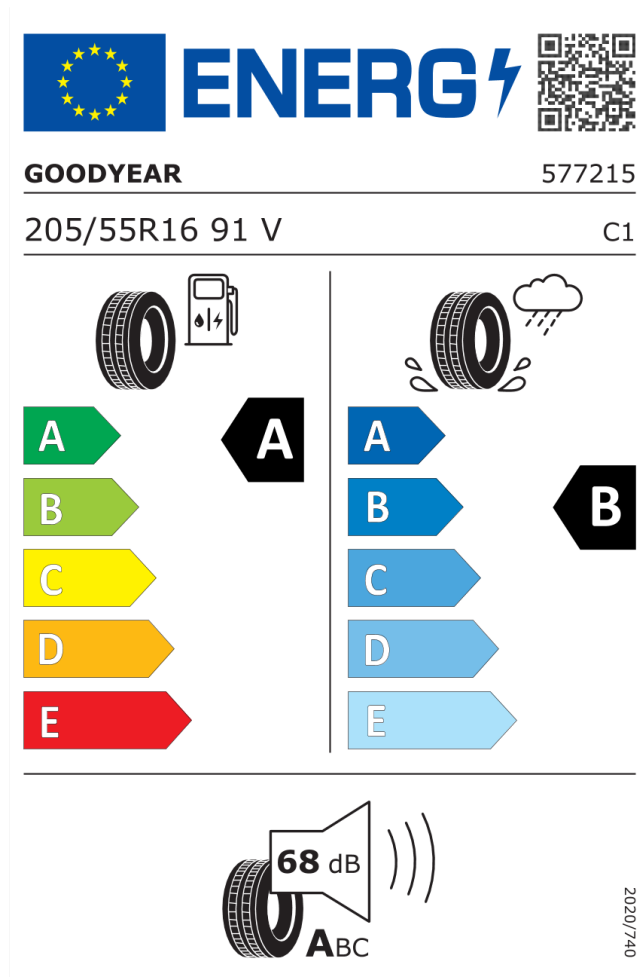 ENERG
GOODYEAR 577215
205/55R16 91 V C1
A A A
B B B
C C
D D
E E
68 dB
ABC
2020/740